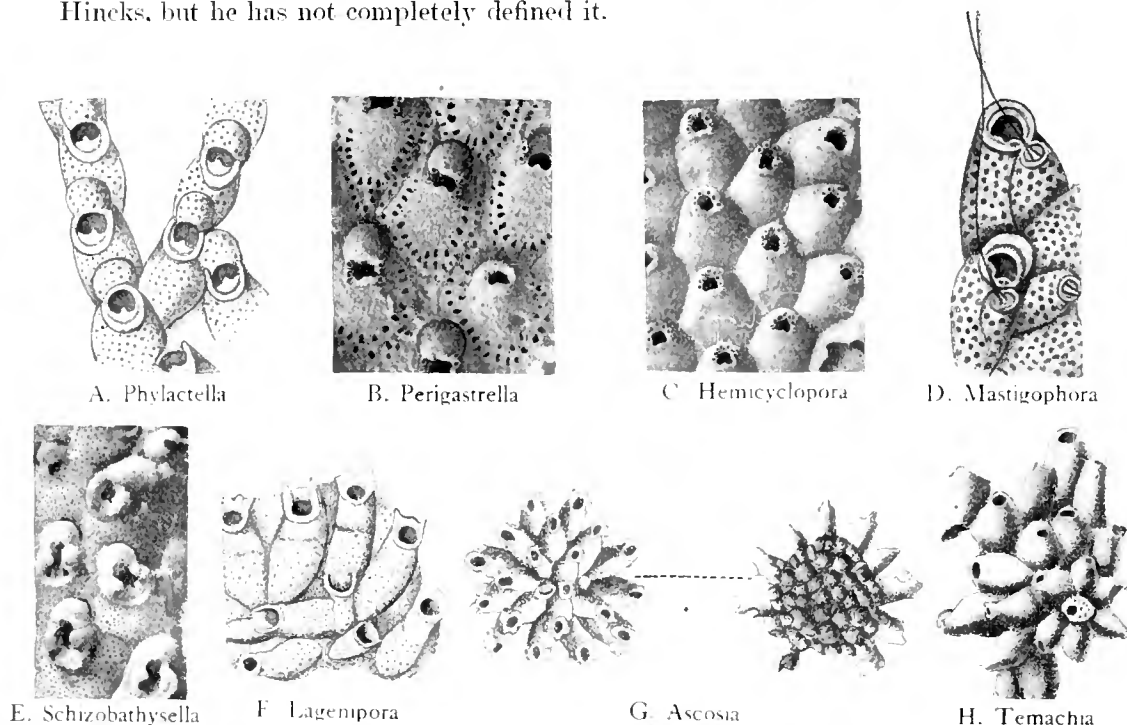 Hincks, but he has not completely defined it.
A. Phylactella
B. Perigastrella
C Hemicyclopora
D. Mastigophora
E. Schizobathysella
F Lagenipora
G. Ascosia
H. Temachia